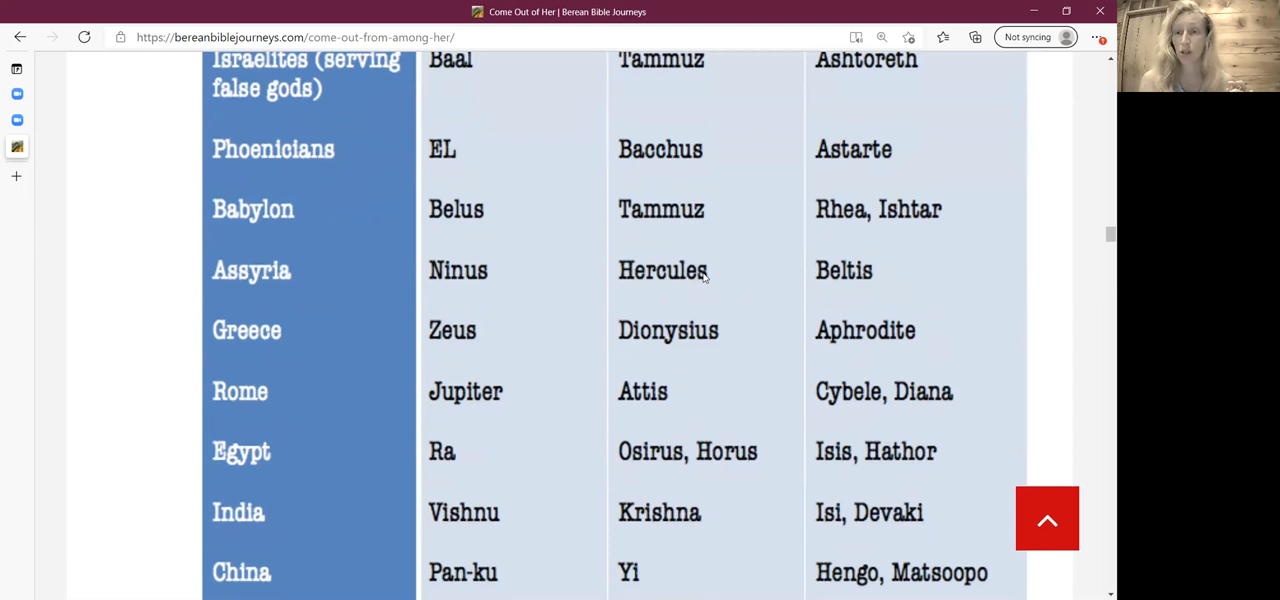 Come Out of Her | Berean Bible Journeys
https://bereanbiblejourneys.com/come-out-from-among-her/
Not syncing
Israelites (serving false gods) Baal Tammuz Ashtoreth
Phoenicians EL Bacchus Astarte
Babylon Belus Tammuz Rhea, Ishtar
Assyria Ninus Hercules Beltis
Greece Zeus Dionysius Aphrodite
Rome Jupiter Attis Cybele, Diana
Egypt Ra Osirus, Horus Isis, Hathor
India Vishnu Krishna Isi, Devaki
China Pan-ku Yi Hengo, Matsoopo